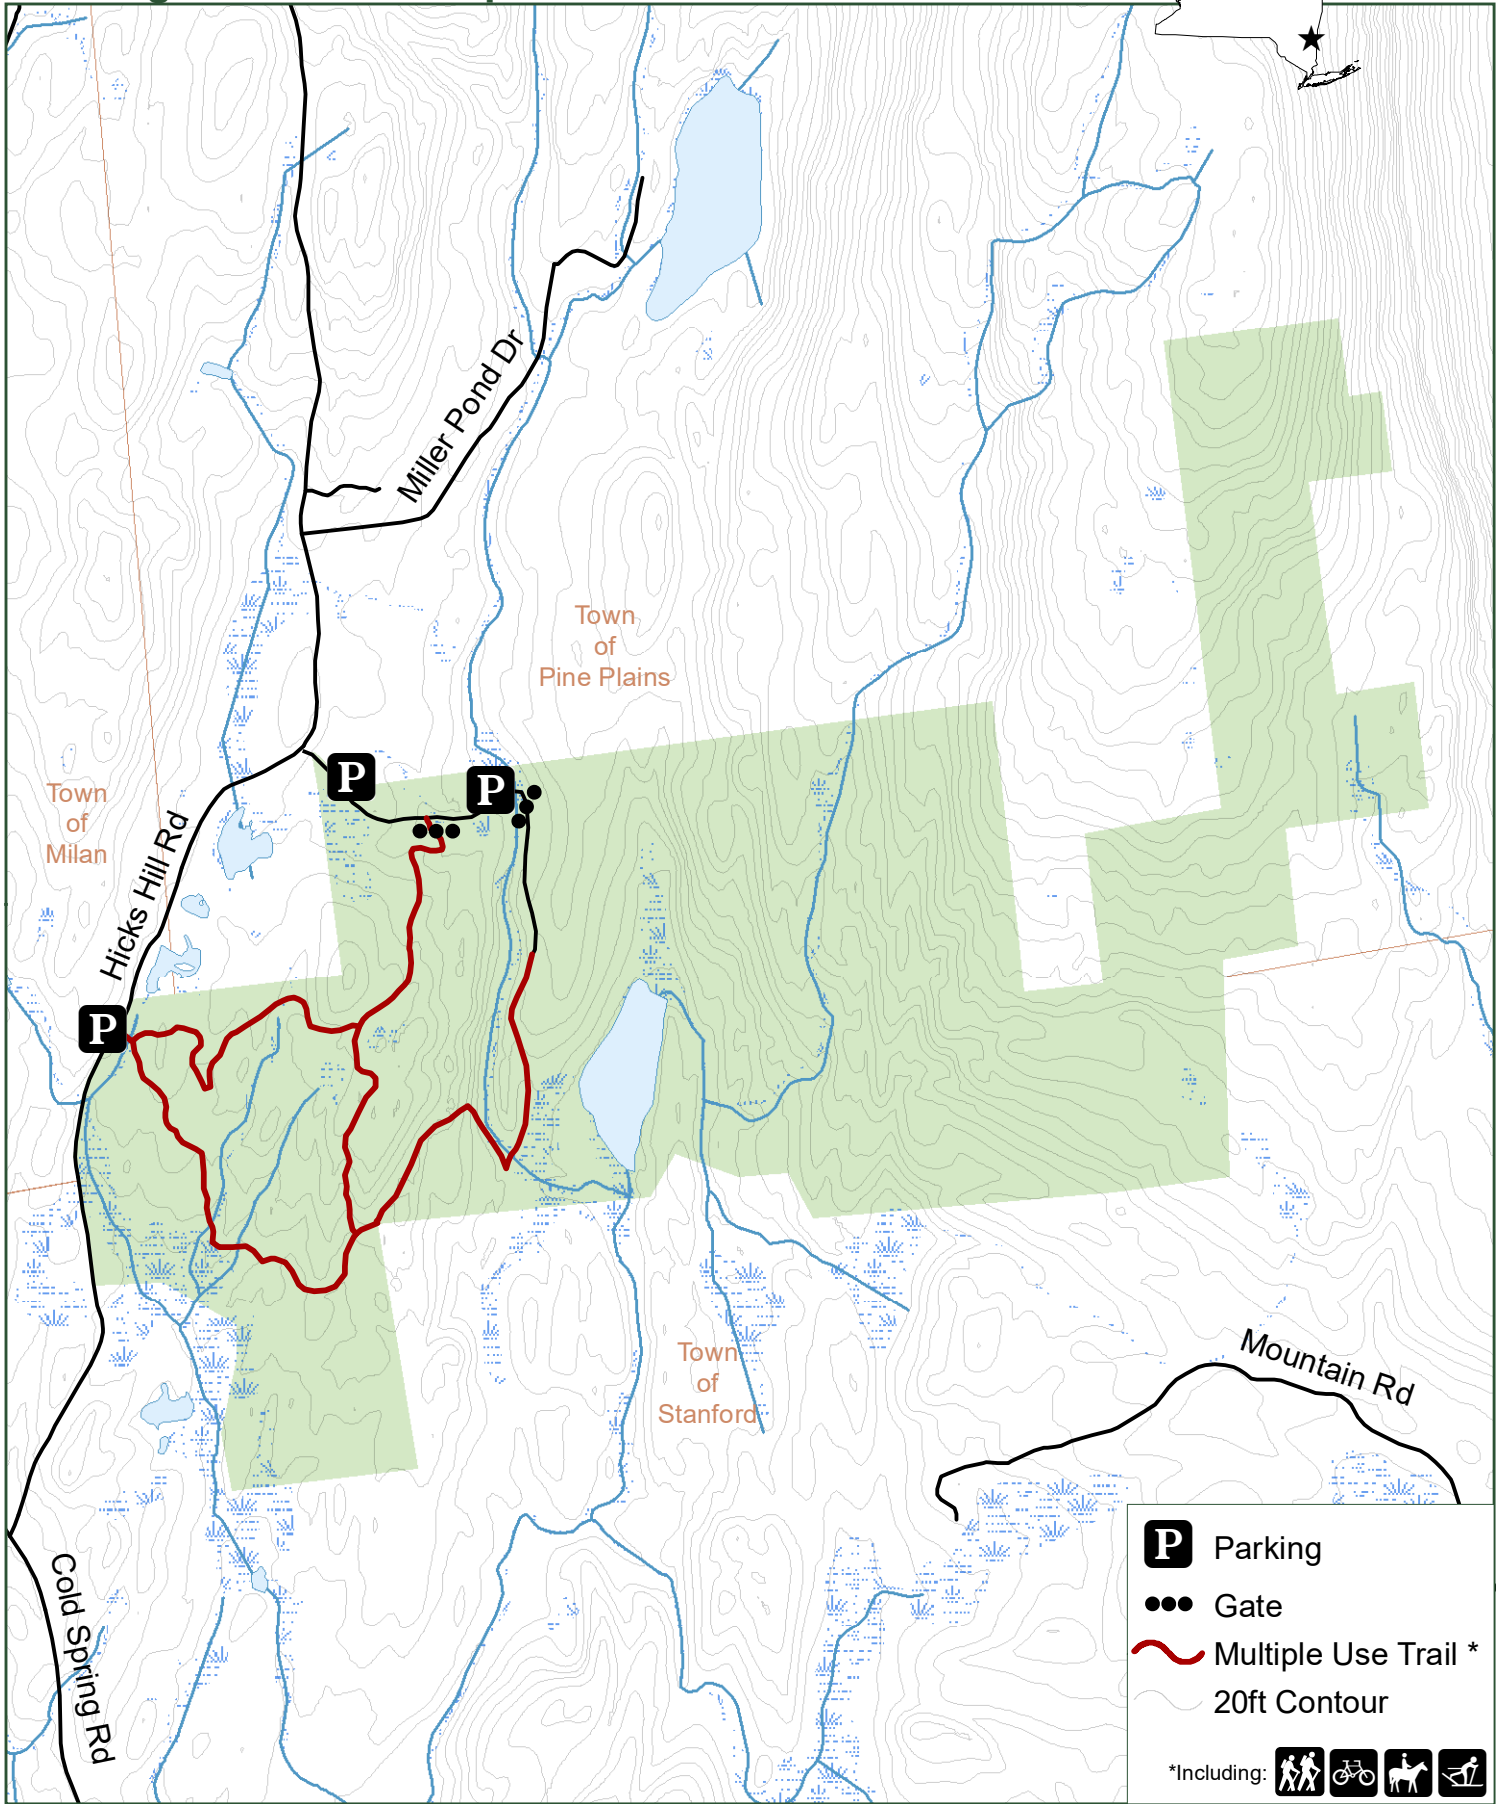 Miller Pond Dr
Town
of
Pine Plains
P
P
Town
of
Milan
Hicks Hill Rd
P
Town
of
Stanford
Mountain Rd
Cold Spring Rd
P Parking
Gate
Multiple Use Trail *
20ft Contour
*Including: